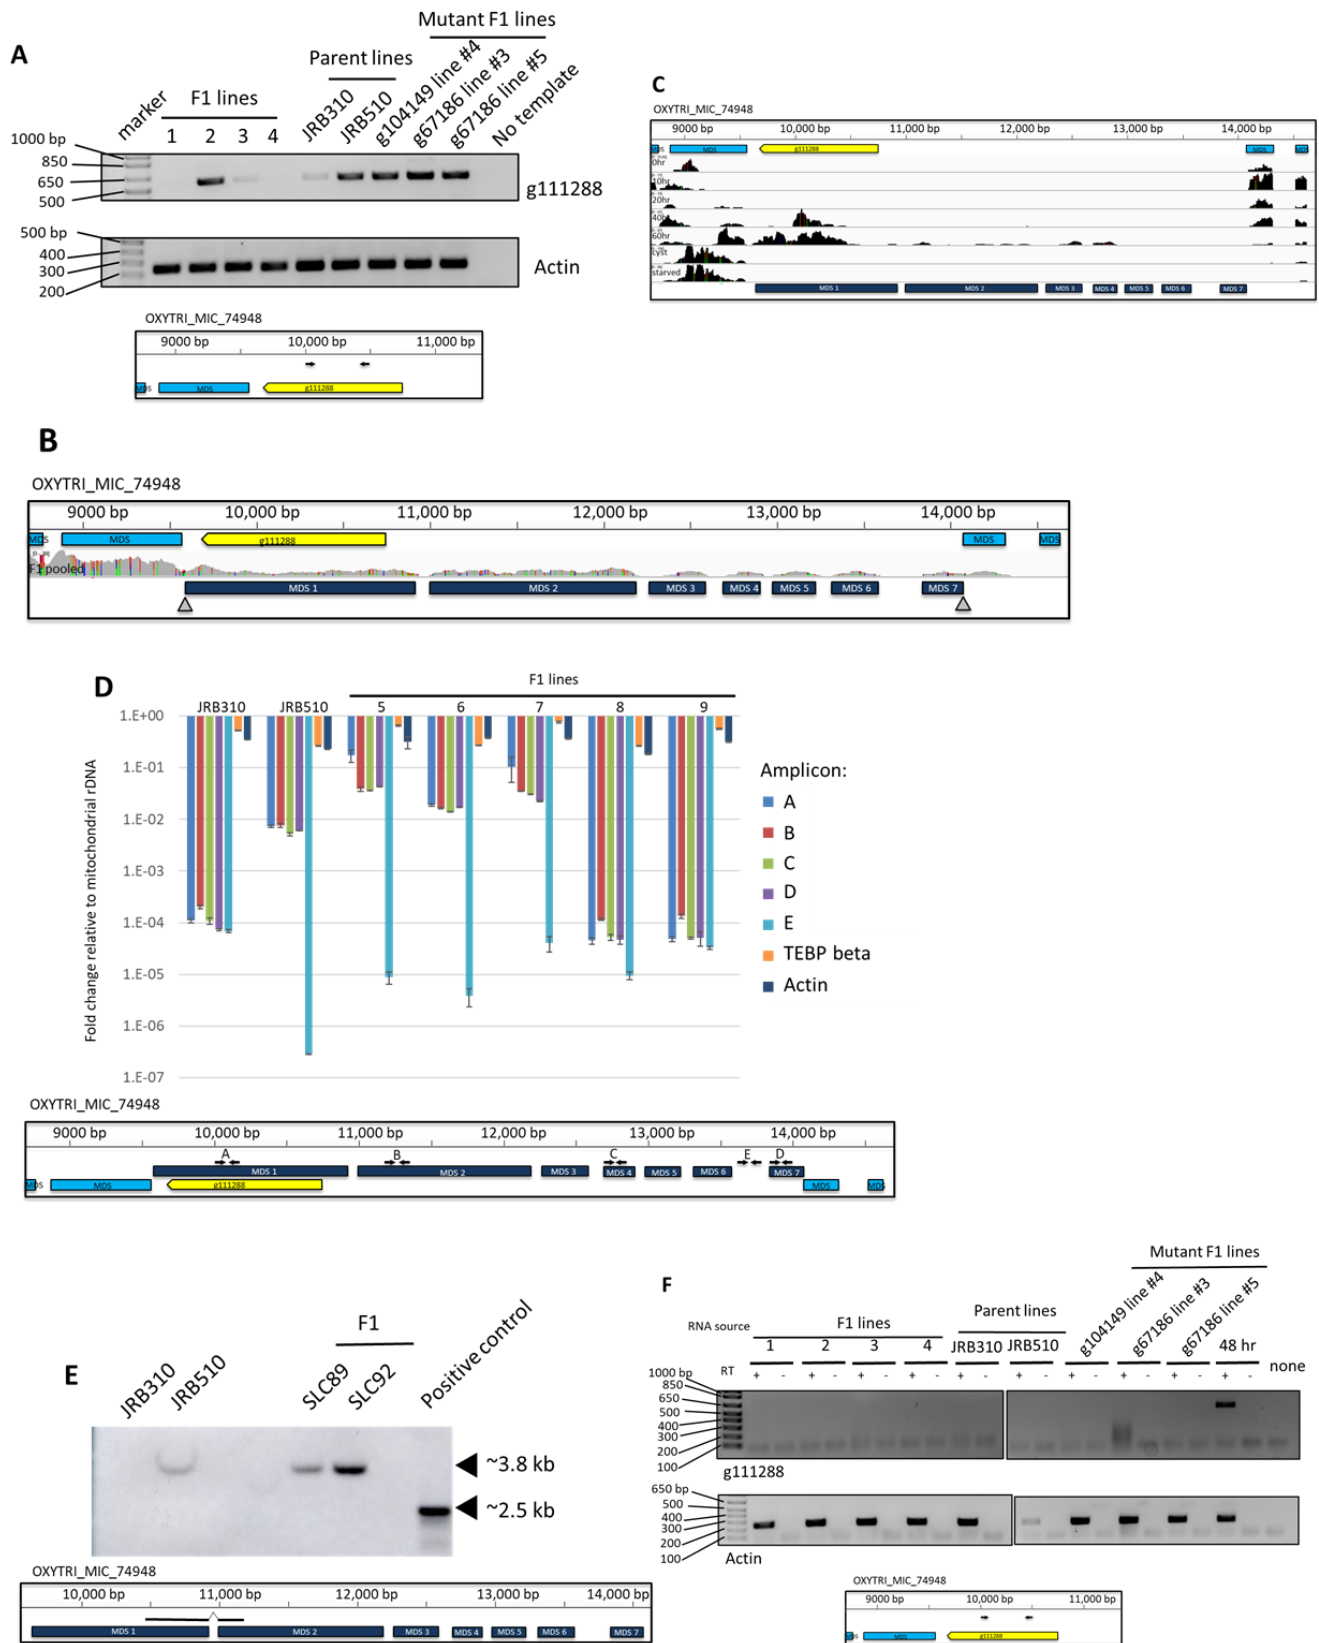 A
Mutant F1 lines
Parent lines
F1 lines
marker
1 2 3 4
JRB310
JRB510
g104149 line #4
g67186 line #3
g67186 line #5
No template
1000 bp
850
650
500
g111288
500 bp
400
300
200
Actin
OXYTRI_MIC_74948
9000 bp 10,000 bp 11,000 bp
MDS MDS g111288
C
OXYTRI_MIC_74948
9000 bp 10,000 bp 11,000 bp 12,000 bp 13,000 bp 14,000 bp
MDS MDS g111288 MDS MDS
0hr
10hr
20hr
40hr
60hr
cyst
starved
MDS 1 MDS 2 MDS 3 MDS 4 MDS 5 MDS 6 MDS 7
B
OXYTRI_MIC_74948
9000 bp 10,000 bp 11,000 bp 12,000 bp 13,000 bp 14,000 bp
MDS MDS g111288 MDS MDS
F1 pooled
MDS 1 MDS 2 MDS 3 MDS 4 MDS 5 MDS 6 MDS 7
D
F1 lines
JRB310 JRB510 5 6 7 8 9
Fold change relative to mitochondrial rDNA
1.E+00
1.E-01
1.E-02
1.E-03
1.E-04
1.E-05
1.E-06
1.E-07
Amplicon:
A
B
C
D
E
TEBP beta
Actin
OXYTRI_MIC_74948
9000 bp 10,000 bp 11,000 bp 12,000 bp 13,000 bp 14,000 bp
A B C E D
MDS 1 MDS 2 MDS 3 MDS 4 MDS 5 MDS 6 MDS 7
MDS MDS g111288 MDS MDS
E
F1
JRB310
JRB510
SLC89
SLC92
Positive control
~3.8 kb
~2.5 kb
OXYTRI_MIC_74948
10,000 bp 11,000 bp 12,000 bp 13,000 bp 14,000 bp
MDS 1 MDS 2 MDS 3 MDS 4 MDS 5 MDS 6 MDS 7
F
Mutant F1 lines
g104149 line #4
g67186 line #3
g67186 line #5
Parent lines
RNA source F1 lines
1 2 3 4 JRB310 JRB510 48 hr none
RT + - + - + - + - + - + - + - + - + - + -
1000 bp
850
650
500
400
300
200
100
g111288
650 bp
500
400
300
200
100
Actin
OXYTRI_MIC_74948
9000 bp 10,000 bp 11,000 bp
MDS MDS g111288